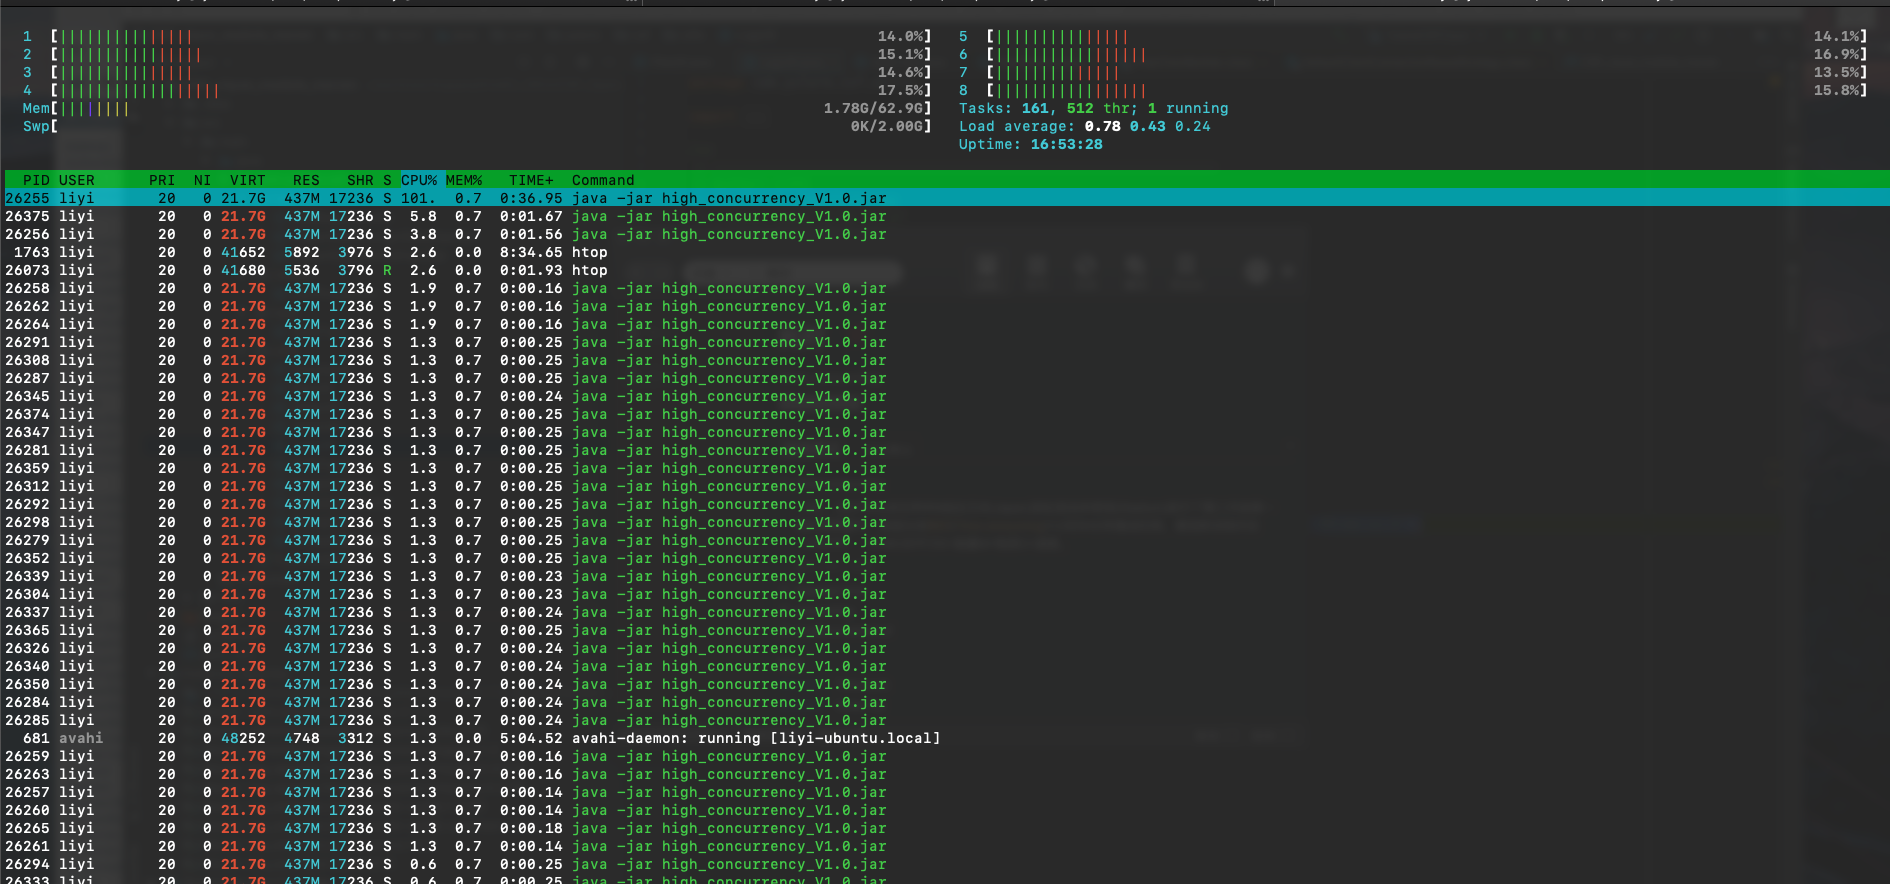 1 [||||||||||||||| 14.0%] 5 [||||||||||||||| 14.1%]
2 [|||||||||||||||| 15.1%] 6 [||||||||||||||||| 16.9%]
3 [||||||||||||||| 14.6%] 7 [|||||||||||||| 13.5%]
4 [|||||||||||||||||| 17.5%] 8 [||||||||||||||||| 15.8%]
Mem[|||||||| 1.78G/62.9G] Tasks: 161, 512 thr; 1 running
Swp[ 0K/2.00G] Load average: 0.78 0.43 0.24
Uptime: 16:53:28
PID USER PRI NI VIRT RES SHR S CPU% MEM% TIME+ Command
26255 liyi 20 0 21.7G 437M 17236 S 101. 0.7 0:36.95 java -jar high_concurrency_V1.0.jar
26375 liyi 20 0 21.7G 437M 17236 S 5.8 0.7 0:01.67 java -jar high_concurrency_V1.0.jar
26256 liyi 20 0 21.7G 437M 17236 S 3.8 0.7 0:01.56 java -jar high_concurrency_V1.0.jar
1763 liyi 20 0 41652 5892 3976 S 2.6 0.0 8:34.65 htop
26073 liyi 20 0 41680 5536 3796 R 2.6 0.0 0:01.93 htop
26258 liyi 20 0 21.7G 437M 17236 S 1.9 0.7 0:00.16 java -jar high_concurrency_V1.0.jar
26262 liyi 20 0 21.7G 437M 17236 S 1.9 0.7 0:00.16 java -jar high_concurrency_V1.0.jar
26264 liyi 20 0 21.7G 437M 17236 S 1.9 0.7 0:00.16 java -jar high_concurrency_V1.0.jar
26291 liyi 20 0 21.7G 437M 17236 S 1.3 0.7 0:00.25 java -jar high_concurrency_V1.0.jar
26308 liyi 20 0 21.7G 437M 17236 S 1.3 0.7 0:00.25 java -jar high_concurrency_V1.0.jar
26287 liyi 20 0 21.7G 437M 17236 S 1.3 0.7 0:00.25 java -jar high_concurrency_V1.0.jar
26345 liyi 20 0 21.7G 437M 17236 S 1.3 0.7 0:00.24 java -jar high_concurrency_V1.0.jar
26374 liyi 20 0 21.7G 437M 17236 S 1.3 0.7 0:00.25 java -jar high_concurrency_V1.0.jar
26347 liyi 20 0 21.7G 437M 17236 S 1.3 0.7 0:00.25 java -jar high_concurrency_V1.0.jar
26281 liyi 20 0 21.7G 437M 17236 S 1.3 0.7 0:00.25 java -jar high_concurrency_V1.0.jar
26359 liyi 20 0 21.7G 437M 17236 S 1.3 0.7 0:00.25 java -jar high_concurrency_V1.0.jar
26312 liyi 20 0 21.7G 437M 17236 S 1.3 0.7 0:00.25 java -jar high_concurrency_V1.0.jar
26292 liyi 20 0 21.7G 437M 17236 S 1.3 0.7 0:00.25 java -jar high_concurrency_V1.0.jar
26298 liyi 20 0 21.7G 437M 17236 S 1.3 0.7 0:00.25 java -jar high_concurrency_V1.0.jar
26279 liyi 20 0 21.7G 437M 17236 S 1.3 0.7 0:00.25 java -jar high_concurrency_V1.0.jar
26352 liyi 20 0 21.7G 437M 17236 S 1.3 0.7 0:00.25 java -jar high_concurrency_V1.0.jar
26339 liyi 20 0 21.7G 437M 17236 S 1.3 0.7 0:00.23 java -jar high_concurrency_V1.0.jar
26304 liyi 20 0 21.7G 437M 17236 S 1.3 0.7 0:00.23 java -jar high_concurrency_V1.0.jar
26337 liyi 20 0 21.7G 437M 17236 S 1.3 0.7 0:00.24 java -jar high_concurrency_V1.0.jar
26365 liyi 20 0 21.7G 437M 17236 S 1.3 0.7 0:00.25 java -jar high_concurrency_V1.0.jar
26326 liyi 20 0 21.7G 437M 17236 S 1.3 0.7 0:00.24 java -jar high_concurrency_V1.0.jar
26340 liyi 20 0 21.7G 437M 17236 S 1.3 0.7 0:00.24 java -jar high_concurrency_V1.0.jar
26350 liyi 20 0 21.7G 437M 17236 S 1.3 0.7 0:00.24 java -jar high_concurrency_V1.0.jar
26284 liyi 20 0 21.7G 437M 17236 S 1.3 0.7 0:00.24 java -jar high_concurrency_V1.0.jar
26285 liyi 20 0 21.7G 437M 17236 S 1.3 0.7 0:00.24 java -jar high_concurrency_V1.0.jar
681 avahi 20 0 48252 4748 3312 S 1.3 0.0 5:04.52 avahi-daemon: running [liyi-ubuntu.local]
26259 liyi 20 0 21.7G 437M 17236 S 1.3 0.7 0:00.16 java -jar high_concurrency_V1.0.jar
26263 liyi 20 0 21.7G 437M 17236 S 1.3 0.7 0:00.16 java -jar high_concurrency_V1.0.jar
26257 liyi 20 0 21.7G 437M 17236 S 1.3 0.7 0:00.14 java -jar high_concurrency_V1.0.jar
26260 liyi 20 0 21.7G 437M 17236 S 1.3 0.7 0:00.14 java -jar high_concurrency_V1.0.jar
26265 liyi 20 0 21.7G 437M 17236 S 1.3 0.7 0:00.18 java -jar high_concurrency_V1.0.jar
26261 liyi 20 0 21.7G 437M 17236 S 1.3 0.7 0:00.14 java -jar high_concurrency_V1.0.jar
26294 liyi 20 0 21.7G 437M 17236 S 0.6 0.7 0:00.25 java -jar high_concurrency_V1.0.jar
26333 liyi 20 0 21.7G 437M 17236 S 0.6 0.7 0:00.25 java -jar high_concurrency_V1.0.jar